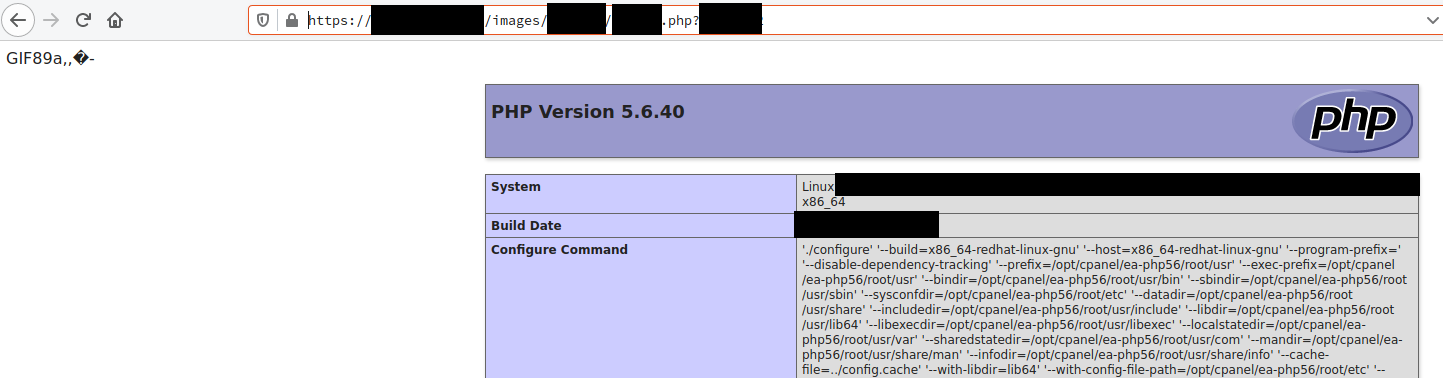 https:// /images/ / .php?
GIF89a,,�-
PHP Version 5.6.40
php
System
Linux
x86_64
Build Date
Configure Command
'./configure' '--build=x86_64-redhat-linux-gnu' '--host=x86_64-redhat-linux-gnu' '--program-prefix='
'--disable-dependency-tracking' '--prefix=/opt/cpanel/ea-php56/root/usr' '--exec-prefix=/opt/cpanel
/ea-php56/root/usr' '--bindir=/opt/cpanel/ea-php56/root/usr/bin' '--sbindir=/opt/cpanel/ea-php56/root
/usr/sbin' '--sysconfdir=/opt/cpanel/ea-php56/root/etc' '--datadir=/opt/cpanel/ea-php56/root
/usr/share' '--includedir=/opt/cpanel/ea-php56/root/usr/include' '--libdir=/opt/cpanel/ea-php56/root
/usr/lib64' '--libexecdir=/opt/cpanel/ea-php56/root/usr/libexec' '--localstatedir=/opt/cpanel/ea-
php56/root/usr/var' '--sharedstatedir=/opt/cpanel/ea-php56/root/usr/com' '--mandir=/opt/cpanel/ea-
php56/root/usr/share/man' '--infodir=/opt/cpanel/ea-php56/root/usr/share/info' '--cache-
file=../config.cache' '--with-libdir=lib64' '--with-config-file-path=/opt/cpanel/ea-php56/root/etc' '--